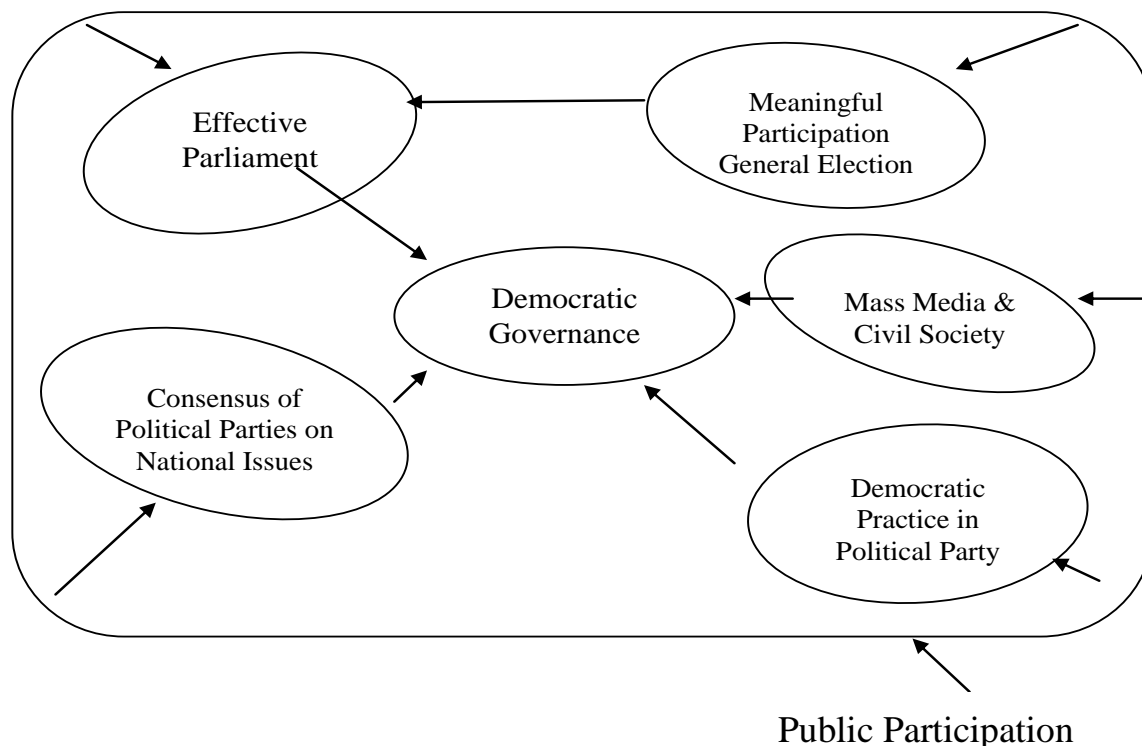 Effective
Parliament
Meaningful
Participation
General Election
Democratic
Governance
Mass Media &
Civil Society
Consensus of
Political Parties on
National Issues
Democratic
Practice in
Political Party
Public Participation